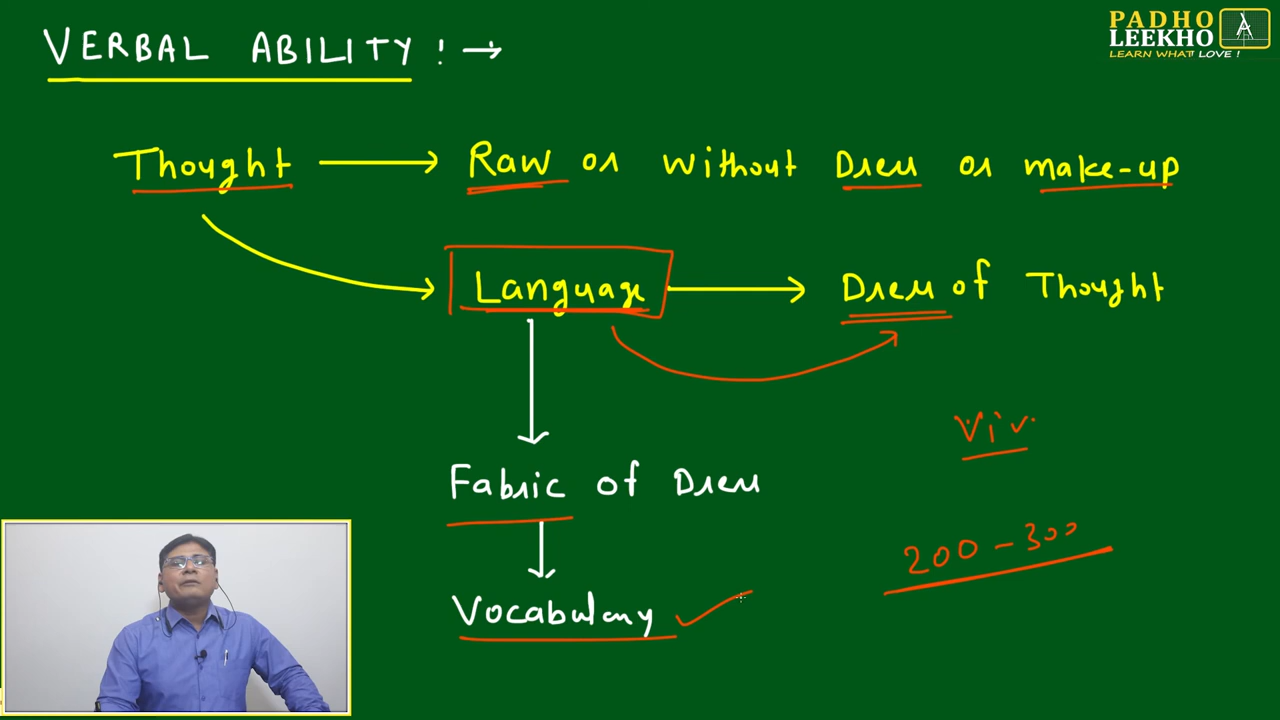 VERBAL ABILITY : →
PADHO
LEEKHO
LEARN WHAT LOVE !
Thought → Raw or without Dress or make-up
Language → Dress of Thought
Viv.
Fabric of Dress
200 - 300
Vocabulary ✓